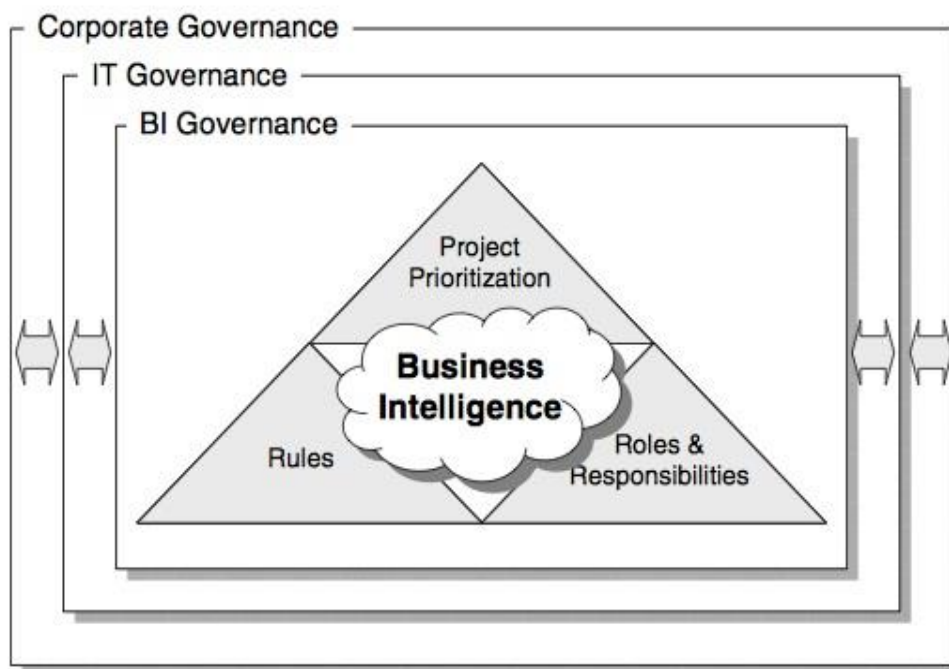 Corporate Governance
IT Governance
BI Governance
Project
Prioritization
Business
Intelligence
Rules
Roles &
Responsibilities